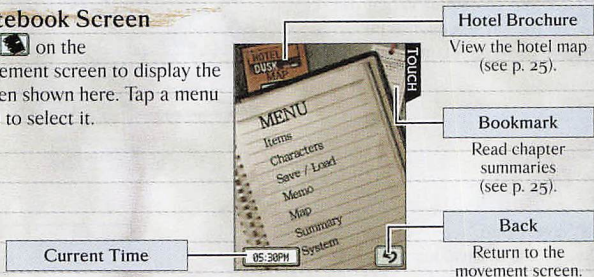 tebook Screen
on the
ement screen to display the
en shown here. Tap a menu
to select it.
HOTEL
DUSK
MAP
TOUCH
MENU
Items
Characters
Save / Load
Memo
Map
Summary
System
05:30PM
Current Time
Hotel Brochure
View the hotel map
(see p. 25).
Bookmark
Read chapter
summaries
(see p. 25).
Back
Return to the
movement screen.